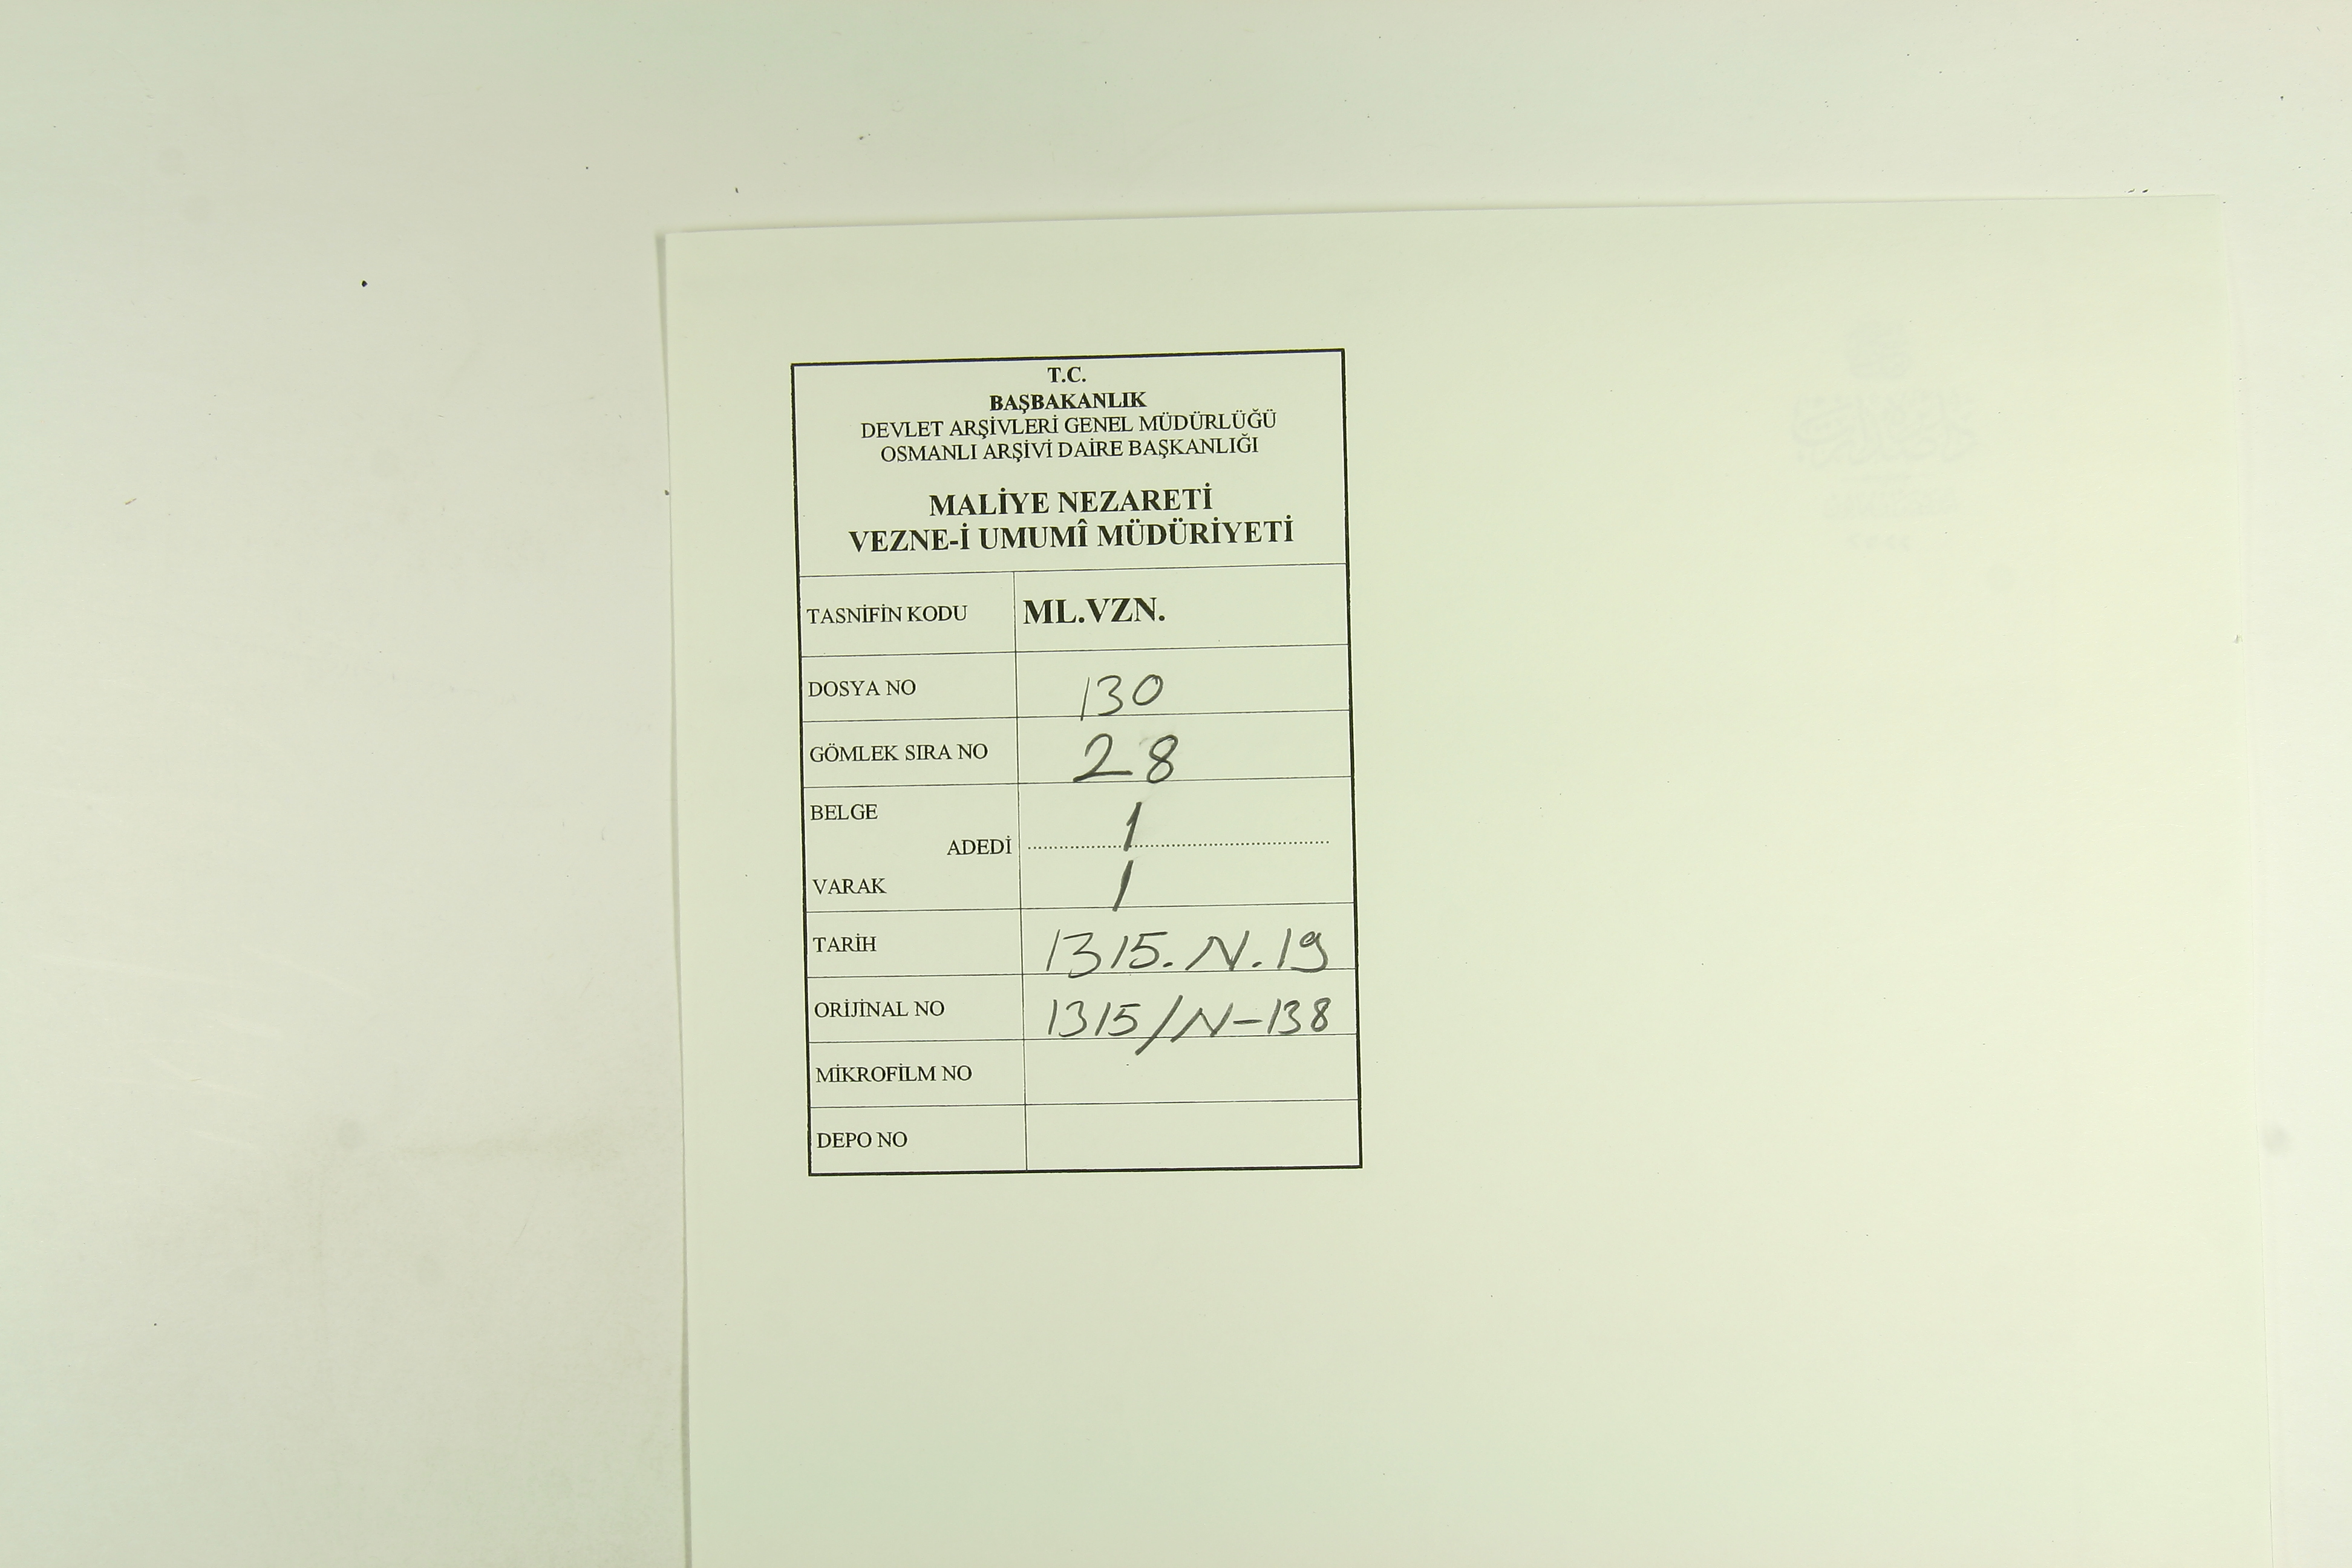 T.C.
BAŞBAKANLIK
DEVLET ARŞİVLERİ GENEL MÜDÜRLÜĞÜ
OSMANLI ARŞİVİ DAİRE BAŞKANLIĞI
MALİYE NEZARETİ
VEZNE-İ UMUMÎ MÜDÜRİYETİ
TASNİFİN KODU ML.VZN.
DOSYA NO 130
GÖMLEK SIRA NO 28
BELGE 1
ADEDİ
VARAK 1
TARİH 1315.N.19
ORİJİNAL NO 1315/N-138
MİKROFİLM NO
DEPO NO